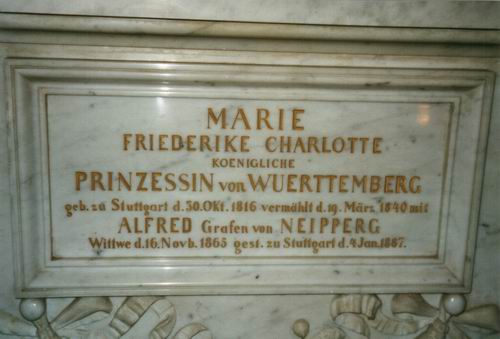 MARIE
FRIEDERIKE CHARLOTTE
KOENIGLICHE
PRINZESSIN von WUERTTEMBERG
geb. zu Stuttgart d. 30. Okt. 1816 vermählt d. 19. März 1840 mit
ALFRED Grafen von NEIPPERG
Wittwe d. 16. Novb. 1865 gest. zu Stuttgart d. 4 Jan. 1887.